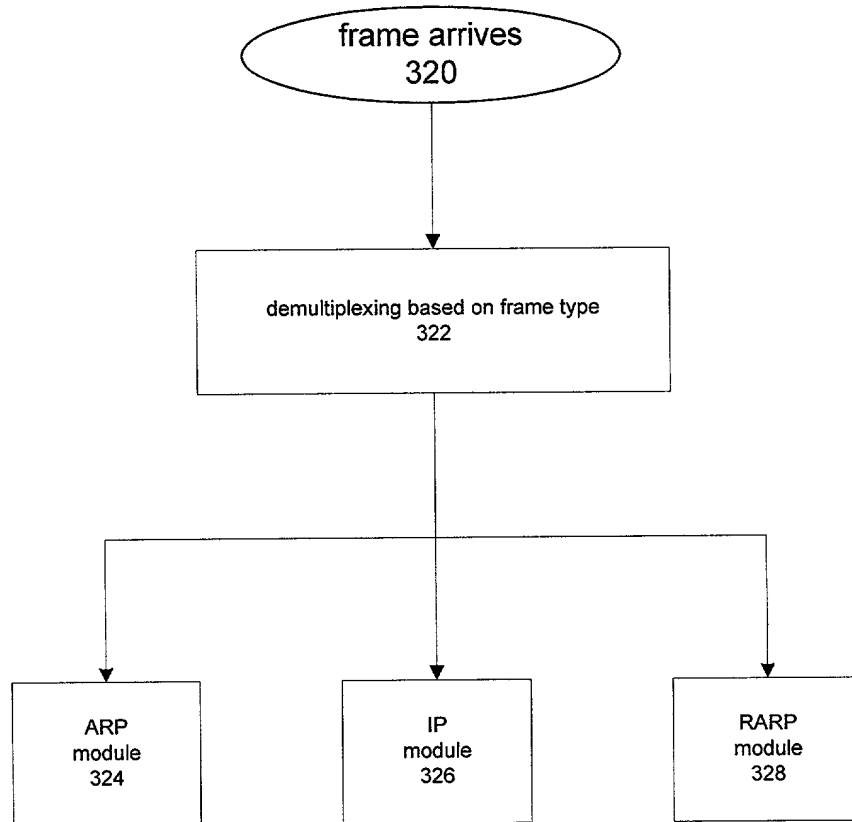 frame arrives
320
demultiplexing based on frame type
322
ARP
module
324
IP
module
326
RARP
module
328